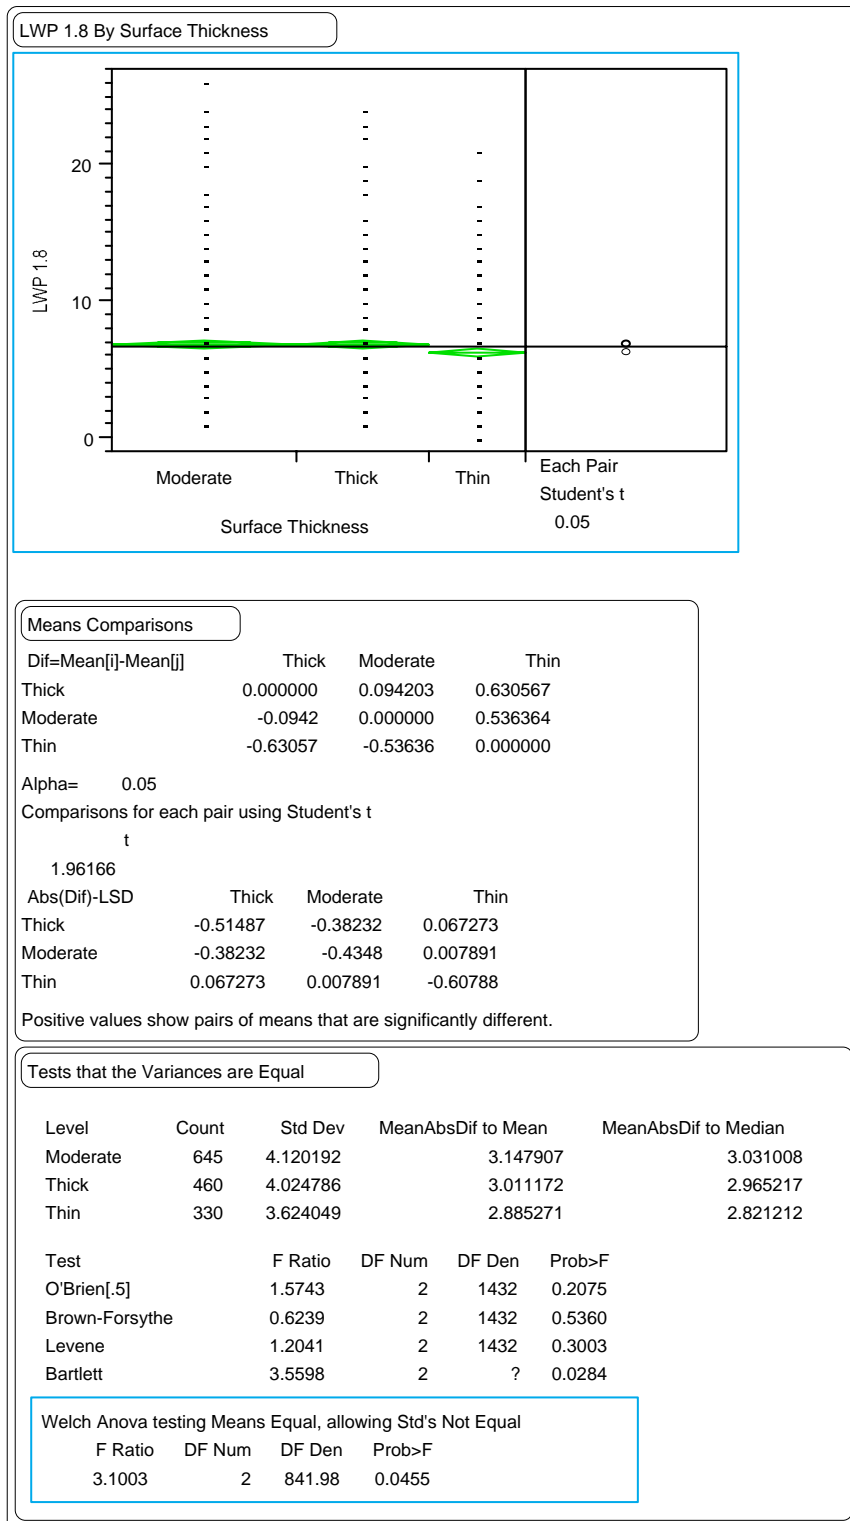 LWP 1.8 By Surface Thickness
20
10
0
LWP 1.8
Moderate Thick Thin
Surface Thickness
Each Pair
Student's t
0.05
Means Comparisons
Dif=Mean[i]-Mean[j] Thick Moderate Thin
Thick 0.000000 0.094203 0.630567
Moderate -0.0942 0.000000 0.536364
Thin -0.63057 -0.53636 0.000000
Alpha= 0.05
Comparisons for each pair using Student's t
t
1.96166
Abs(Dif)-LSD Thick Moderate Thin
Thick -0.51487 -0.38232 0.067273
Moderate -0.38232 -0.4348 0.007891
Thin 0.067273 0.007891 -0.60788
Positive values show pairs of means that are significantly different.
Tests that the Variances are Equal
Level Count Std Dev MeanAbsDif to Mean MeanAbsDif to Median
Moderate 645 4.120192 3.147907 3.031008
Thick 460 4.024786 3.011172 2.965217
Thin 330 3.624049 2.885271 2.821212
Test F Ratio DF Num DF Den Prob>F
O'Brien[.5] 1.5743 2 1432 0.2075
Brown-Forsythe 0.6239 2 1432 0.5360
Levene 1.2041 2 1432 0.3003
Bartlett 3.5598 2 ? 0.0284
Welch Anova testing Means Equal, allowing Std's Not Equal
F Ratio DF Num DF Den Prob>F
3.1003 2 841.98 0.0455